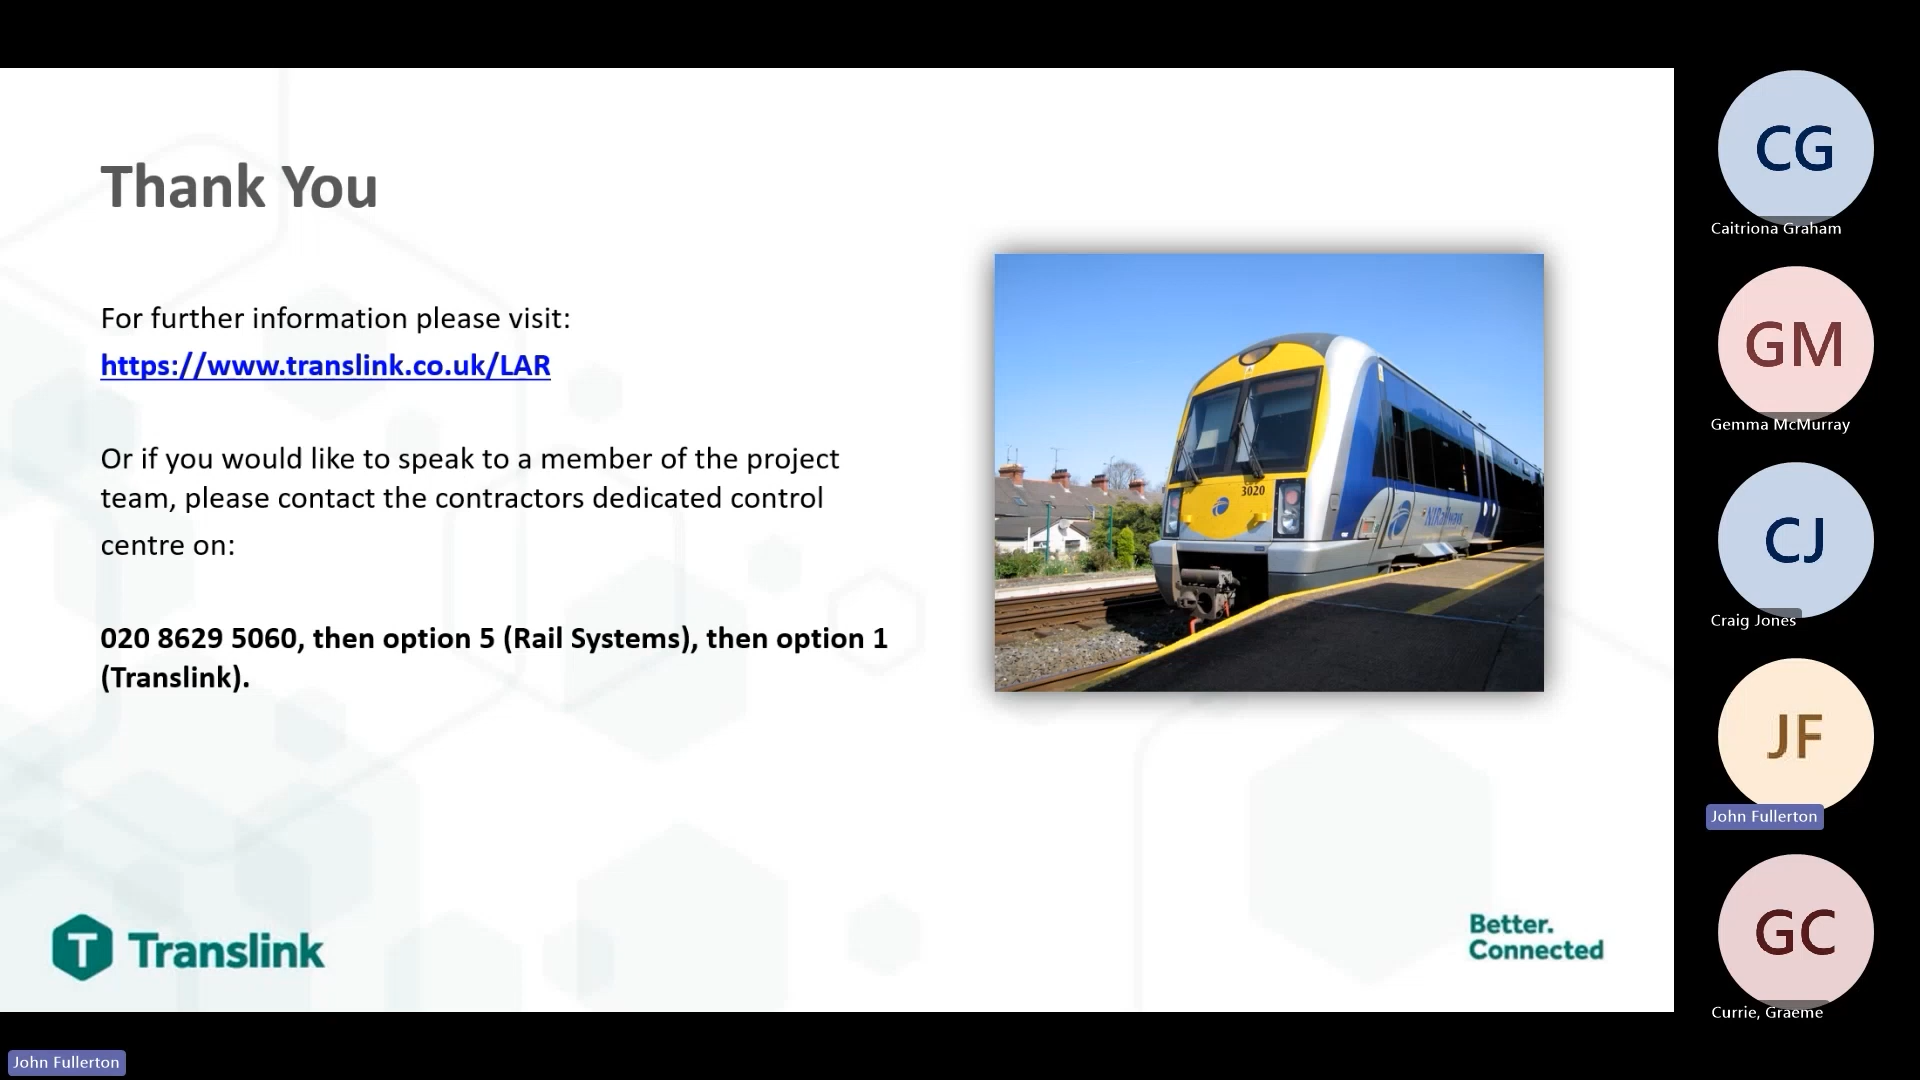 Thank You
For further information please visit:
https://www.translink.co.uk/LAR
Or if you would like to speak to a member of the project
team, please contact the contractors dedicated control
centre on:
020 8629 5060, then option 5 (Rail Systems), then option 1
(Translink).
3020
NIRailways
T Translink
Better.
Connected
CG
Caitriona Graham
GM
Gemma McMurray
CJ
Craig Jones
JF
John Fullerton
GC
Currie, Graeme
John Fullerton